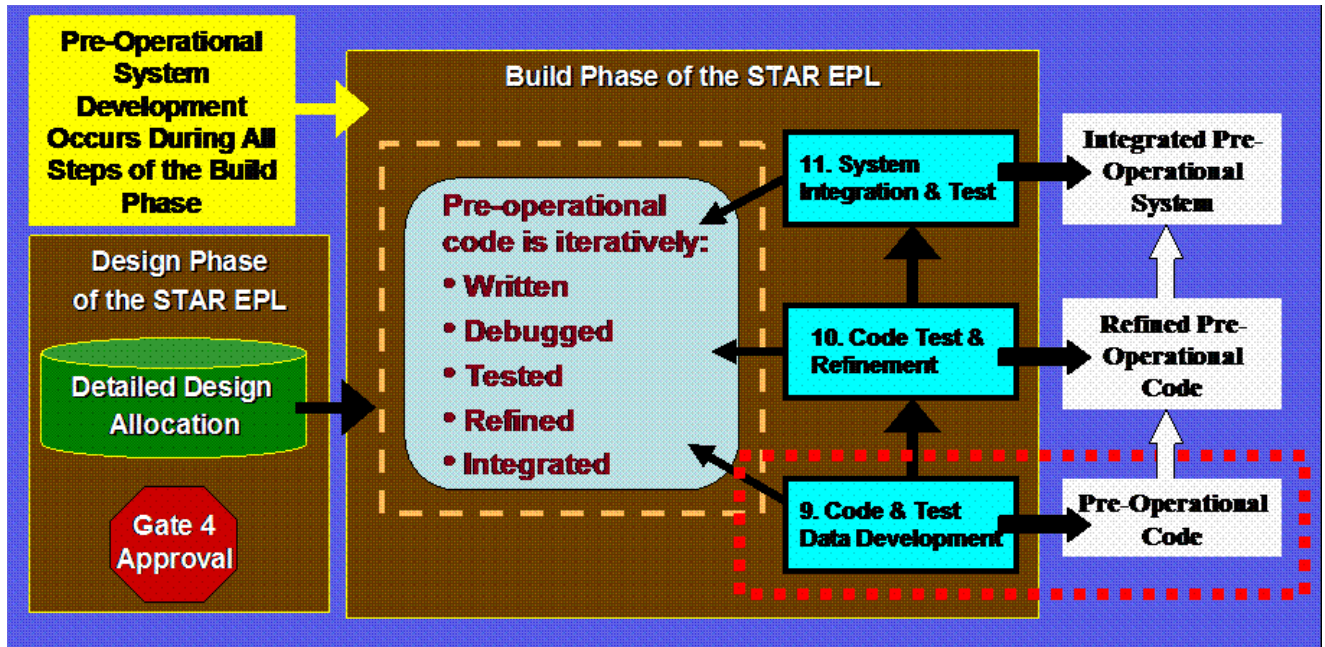 Pre-Operational
System
Development
Occurs During All
Steps of the Build
Phase
Design Phase
of the STAR EPL
Detailed Design
Allocation
Gate 4
Approval
Build Phase of the STAR EPL
Pre-operational
code is iteratively:
• Written
• Debugged
• Tested
• Refined
• Integrated
11. System
Integration & Test
10. Code Test &
Refinement
9. Code & Test
Data Development
Integrated Pre-
Operational
System
Refined Pre-
Operational
Code
Pre-Operational
Code